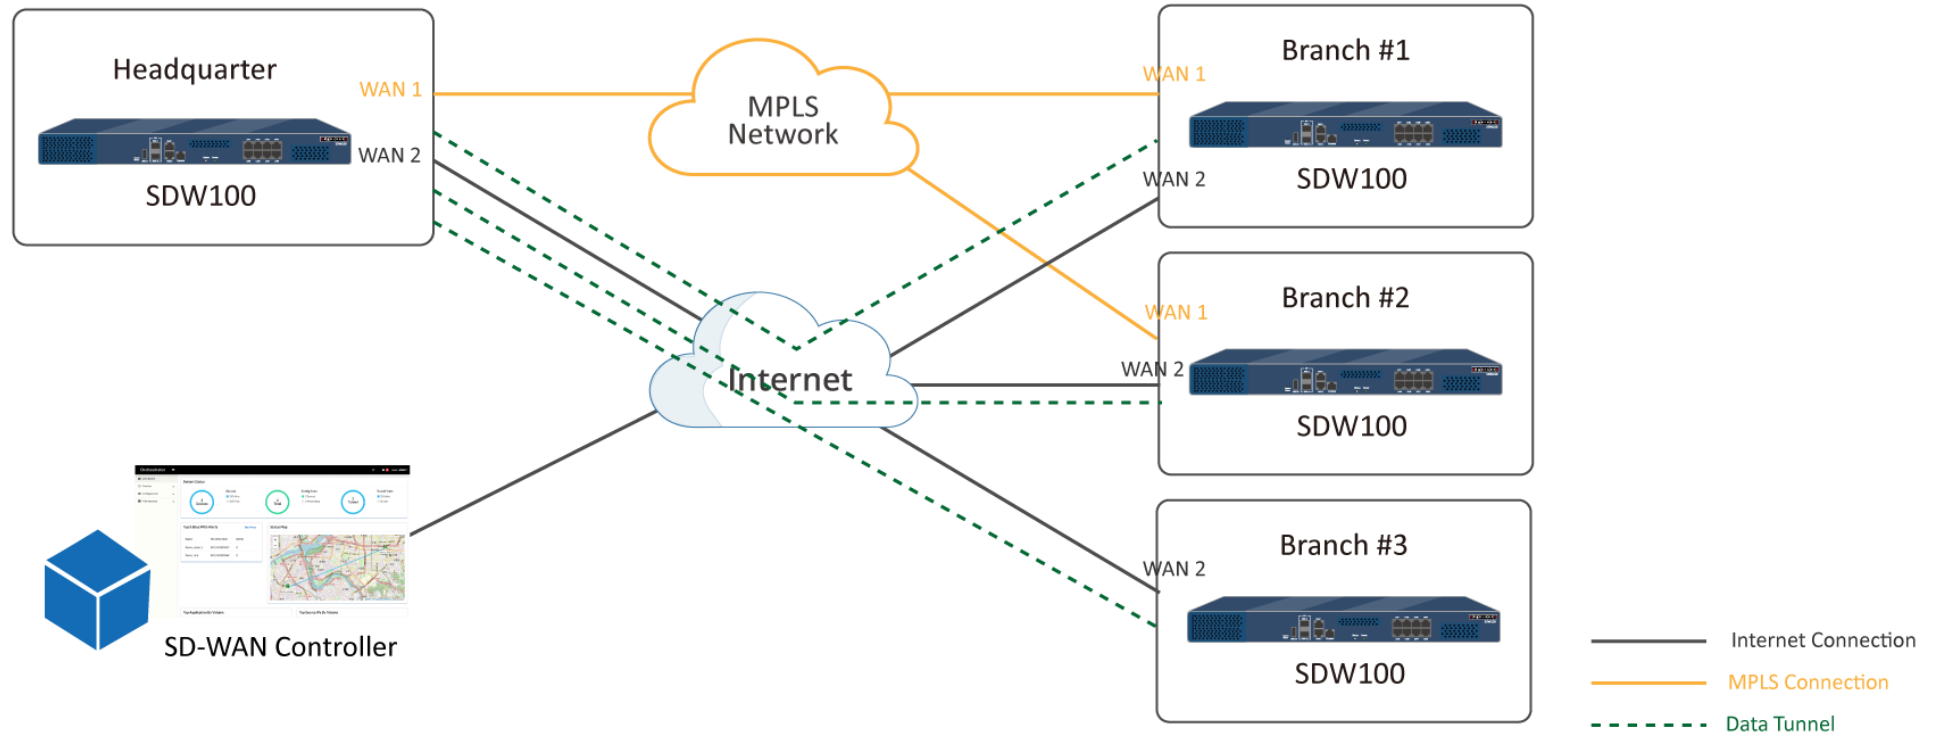 Headquarter
WAN 1
WAN 2
SDW100
MPLS
Network
Internet
Branch #1
WAN 1
WAN 2
SDW100
Branch #2
WAN 1
WAN 2
SDW100
Branch #3
WAN 2
SDW100
SD-WAN Controller
Internet Connection
MPLS Connection
Data Tunnel